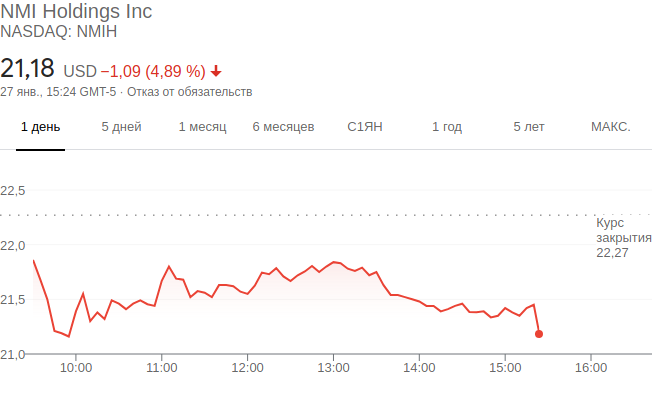 NMI Holdings Inc
NASDAQ: NMIH
21,18 USD −1,09 (4,89 %)
27 янв., 15:24 GMT-5 · Отказ от обязательств
1 день 5 дней 1 месяц 6 месяцев С1ЯН 1 год 5 лет МАКС.
22,5
Курс
закрытия
22,27
22,0
21,5
21,0
10:00 11:00 12:00 13:00 14:00 15:00 16:00